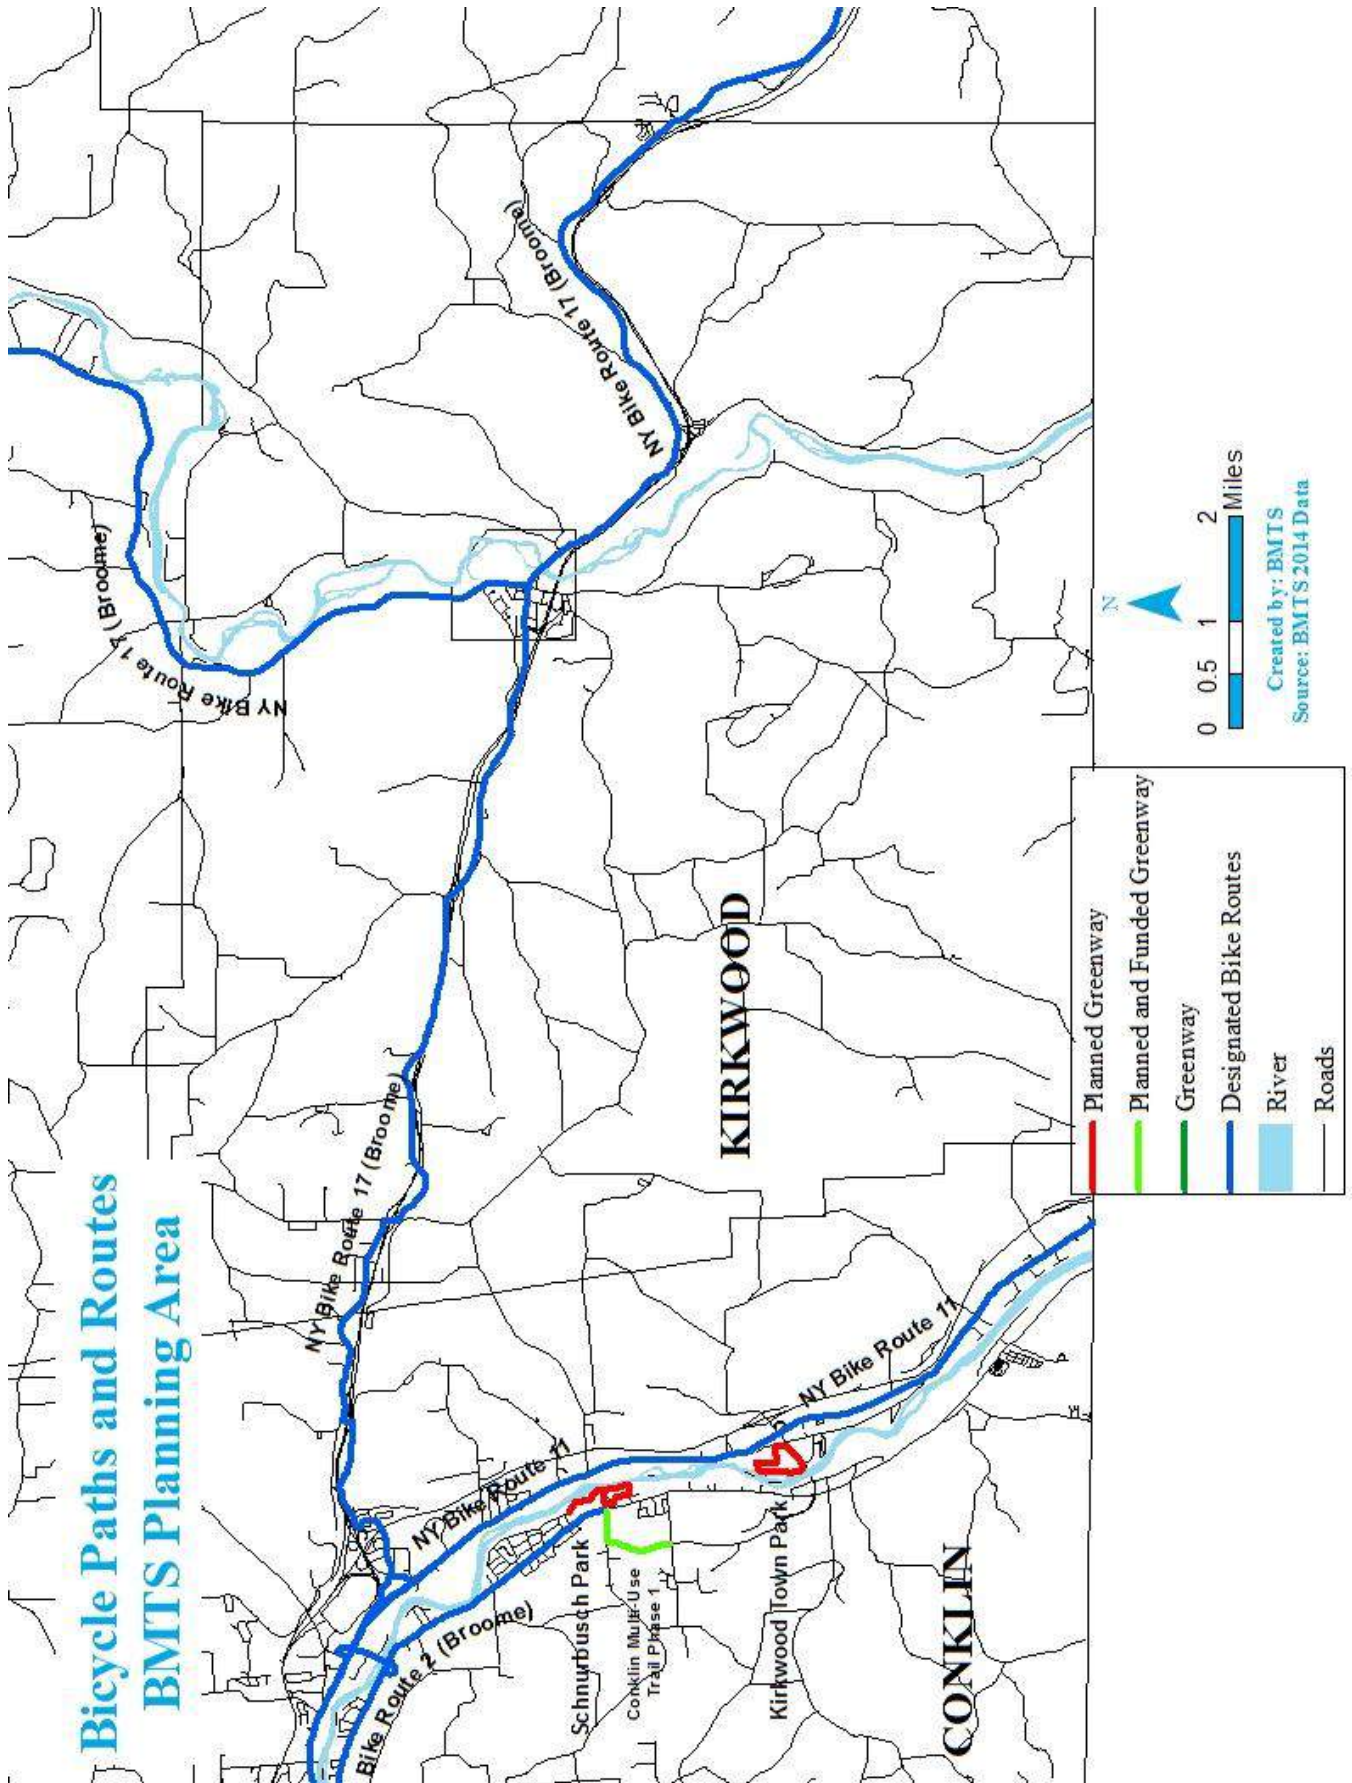 Bicycle Paths and Routes
BMTS Planning Area
NY Bike Route 17 (Broome)
NY Bike Route 17 (Broome)
NY Bike Route 17 (Broome)
NY Bike Route 11
NY Bike Route 11
Bike Route 2 (Broome)
Schnurbusch Park
Conklin Multi-Use
Trail Phase 1
Kirkwood Town Park
KIRKWOOD
CONKLIN
Planned Greenway
Planned and Funded Greenway
Greenway
Designated Bike Routes
River
Roads
N
0 0.5 1 2 Miles
Created by: BMTS
Source: BMTS 2014 Data